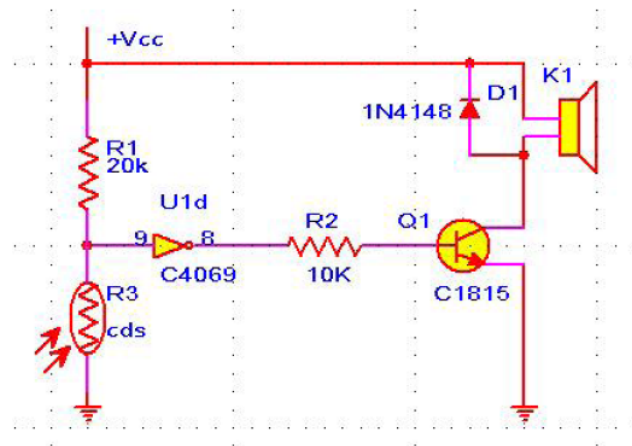 +Vcc
K1
D1
1N4148
R1
20k
U1d
9
8
C4069
R2
10K
Q1
C1815
R3
cds